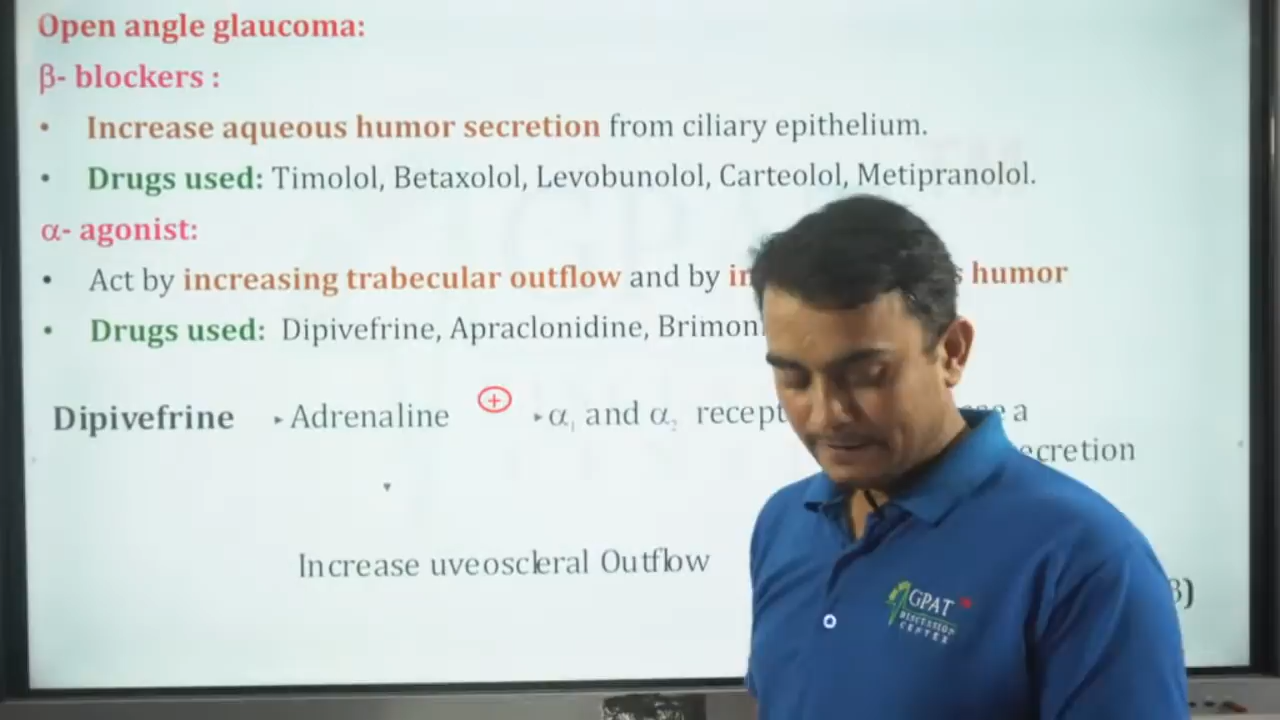 Open angle glaucoma:
β- blockers :
• Increase aqueous humor secretion from ciliary epithelium.
• Drugs used: Timolol, Betaxolol, Levobunolol, Carteolol, Metipranolol.
α- agonist:
• Act by increasing trabecular outflow and by humor
• Drugs used: Dipivefrine, Apraclonidine,
Dipivefrine ▸ Adrenaline + ▸ α₁ and α₂ a
Increase uveoscleral Outflow
GPAT
DISCUSSION
CENTER